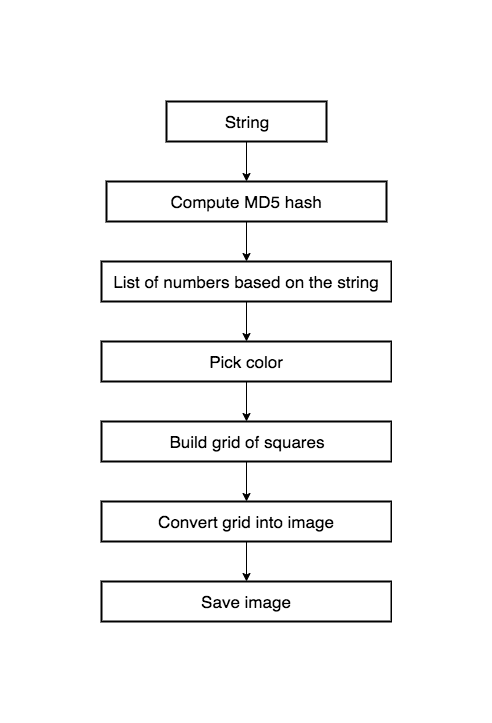 String
Compute MD5 hash
List of numbers based on the string
Pick color
Build grid of squares
Convert grid into image
Save image